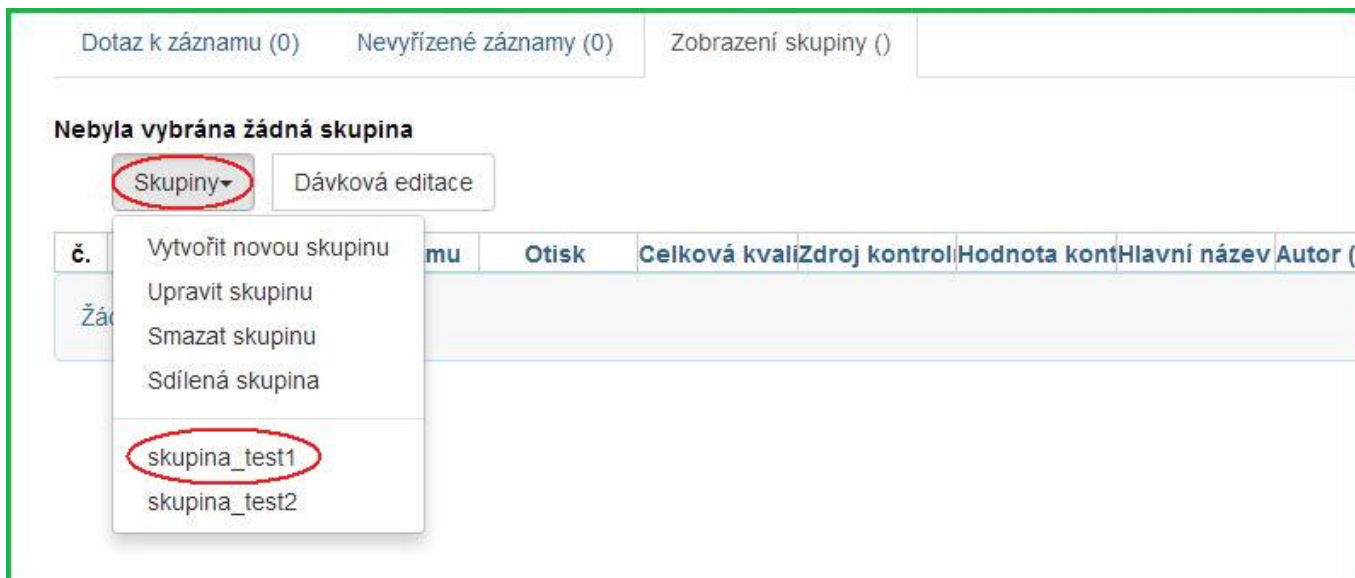 Dotaz k záznamu (0) Nevyřízené záznamy (0) Zobrazení skupiny ()
Nebyla vybrána žádná skupina
Skupiny Dávková editace
č. mu Otisk Celková kvali Zdroj kontrol Hodnota kont Hlavní název Autor (
Vytvořit novou skupinu
Upravit skupinu
Žá
Smazat skupinu
Sdílená skupina
skupina_test1
skupina_test2